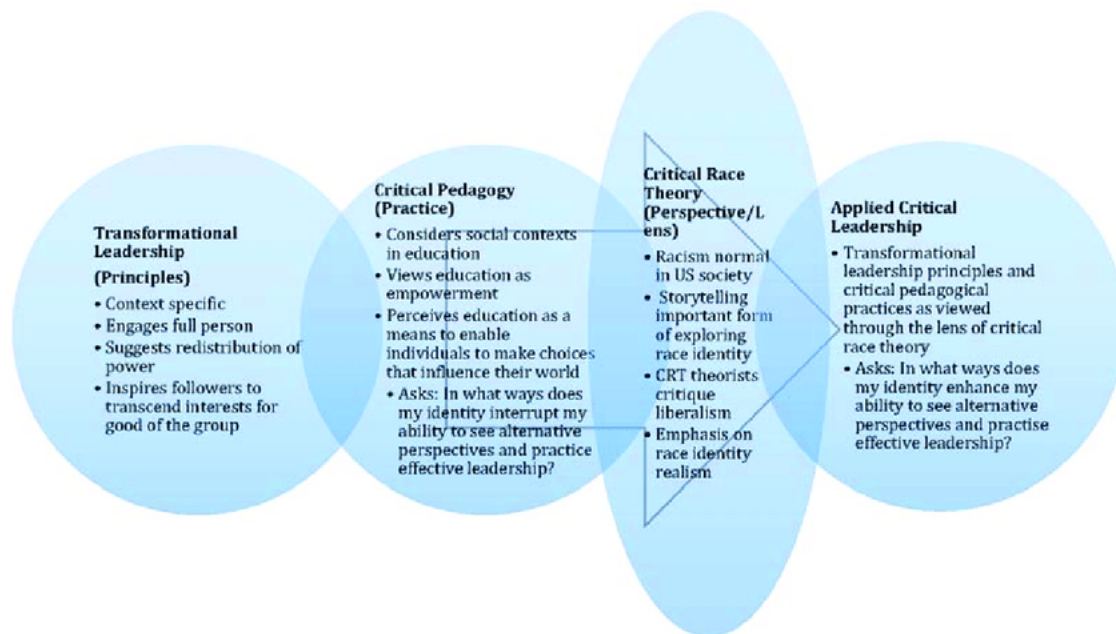 Transformational
Leadership
(Principles)
• Context specific
• Engages full person
• Suggests redistribution of
power
• Inspires followers to
transcend interests for
good of the group
Critical Pedagogy
(Practice)
• Considers social contexts
in education
• Views education as
empowerment
• Perceives education as a
means to enable
individuals to make choices
that influence their world
• Asks: In what ways does
my identity interrupt my
ability to see alternative
perspectives and practice
effective leadership?
Critical Race
Theory
(Perspective/L
ens)
• Racism normal
in US society
• Storytelling
important form
of exploring
race identity
• CRT theorists
critique
liberalism
• Emphasis on
race identity
realism
Applied Critical
Leadership
• Transformational
leadership principles and
critical pedagogical
practices as viewed
through the lens of critical
race theory
• Asks: In what ways does
my identity enhance my
ability to see alternative
perspectives and practise
effective leadership?